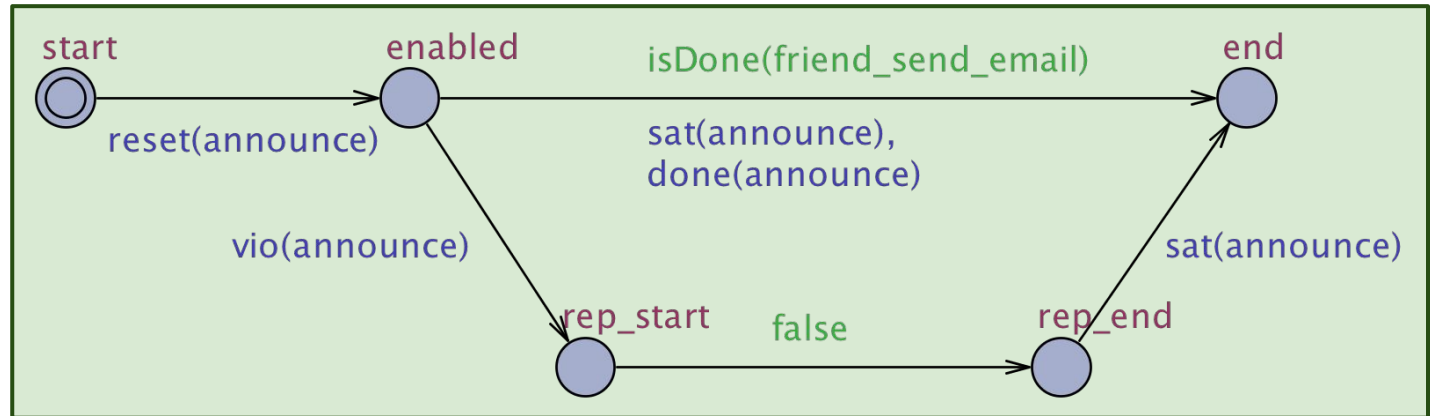 start
enabled
end
isDone(friend_send_email)
reset(announce)
sat(announce),
done(announce)
vio(announce)
sat(announce)
rep_start
false
rep_end